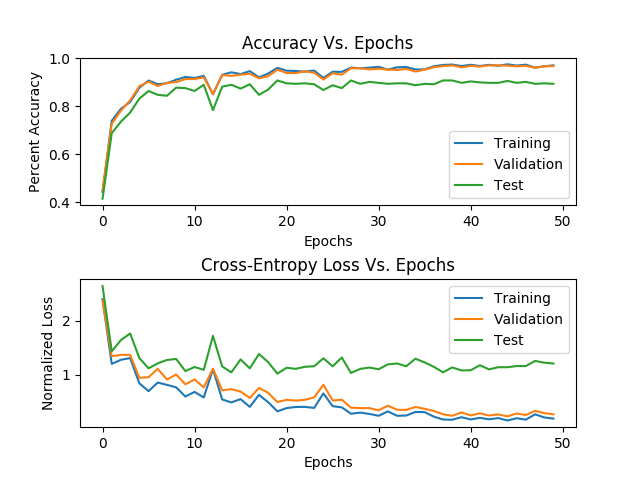 Accuracy Vs. Epochs
1.0
0.8
0.6
0.4
Percent Accuracy
Training
Validation
Test
0 10 20 30 40 50
Epochs
Cross-Entropy Loss Vs. Epochs
2
1
Normalized Loss
Training
Validation
Test
0 10 20 30 40 50
Epochs